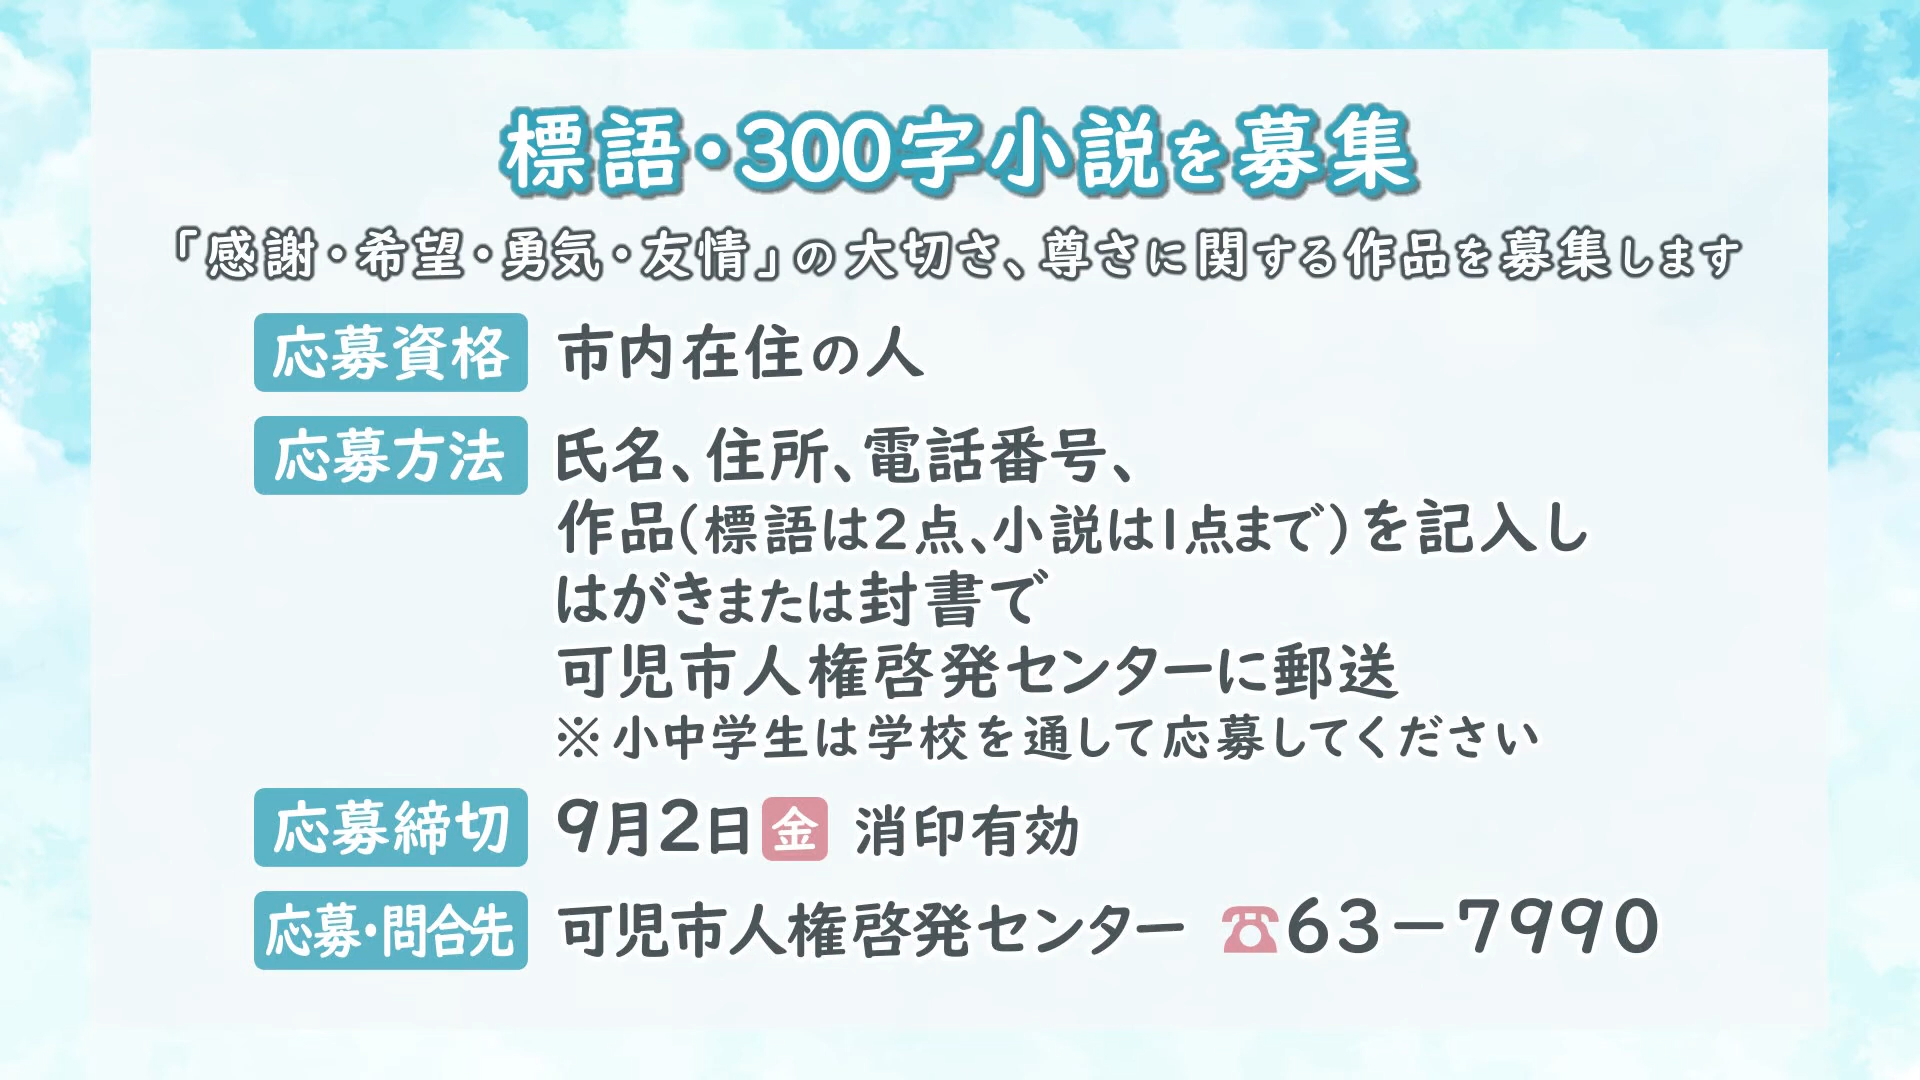 標語・300字小説を募集
「感謝・希望・勇気・友情」の大切さ、尊さに関する作品を募集します
応募資格 市内在住の人
応募方法 氏名、住所、電話番号、
作品(標語は2点、小説は1点まで)を記入し
はがきまたは封書で
可児市人権啓発センターに郵送
※小中学生は学校を通して応募してください
応募締切 9月2日金 消印有効
応募・問合先 可児市人権啓発センター ☎63-7990